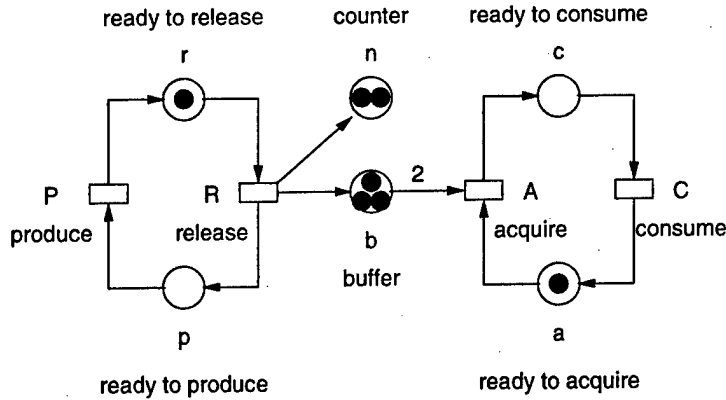 ready to release
counter
ready to consume
r
n
c
P
produce
R
release
2
A
acquire
C
consume
b
buffer
p
a
ready to produce
ready to acquire